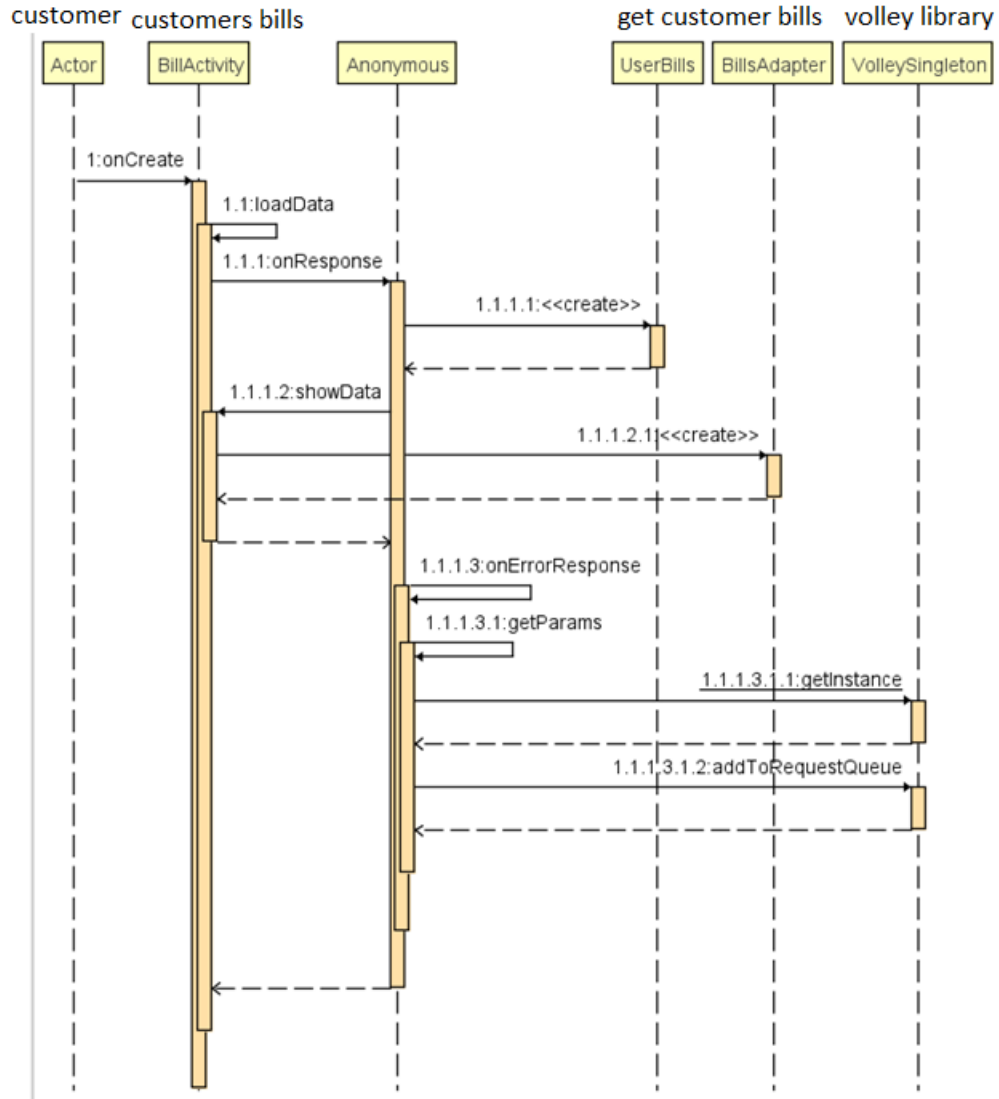 customer customers bills get customer bills volley library
Actor BillActivity Anonymous UserBills BillsAdapter VolleySingleton
1:onCreate
1.1:loadData
1.1.1:onResponse
1.1.1.1:<<create>>
1.1.1.2:showData
1.1.1.2.1:<<create>>
1.1.1.3:onErrorResponse
1.1.1.3.1:getParams
1.1.1.3.1.1:getInstance
1.1.1.3.1.2:addToRequestQueue